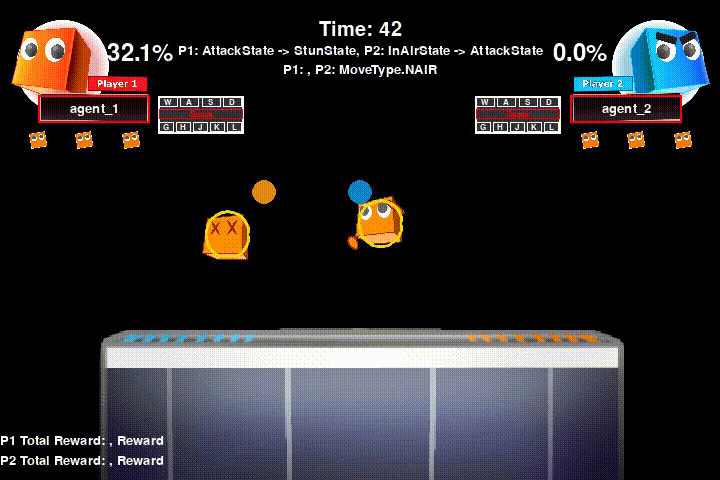 Time: 42
32.1% P1: AttackState -> StunState, P2: InAirState -> AttackState 0.0%
P1: , P2: MoveType.NAIR
Player 1
Player 2
agent_1
agent_2
W A S D
W A S D
G H J K L
G H J K L
P1 Total Reward: , Reward
P2 Total Reward: , Reward